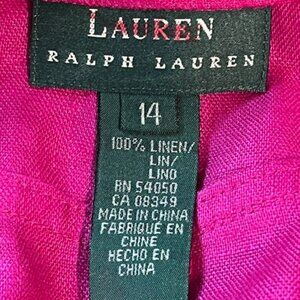 LAUREN
RALPH LAUREN
14
100% LINEN/
LIN/
LINO
RN 54050
CA 08349
MADE IN CHINA
FABRIQUÉ EN
CHINE
HECHO EN
CHINA